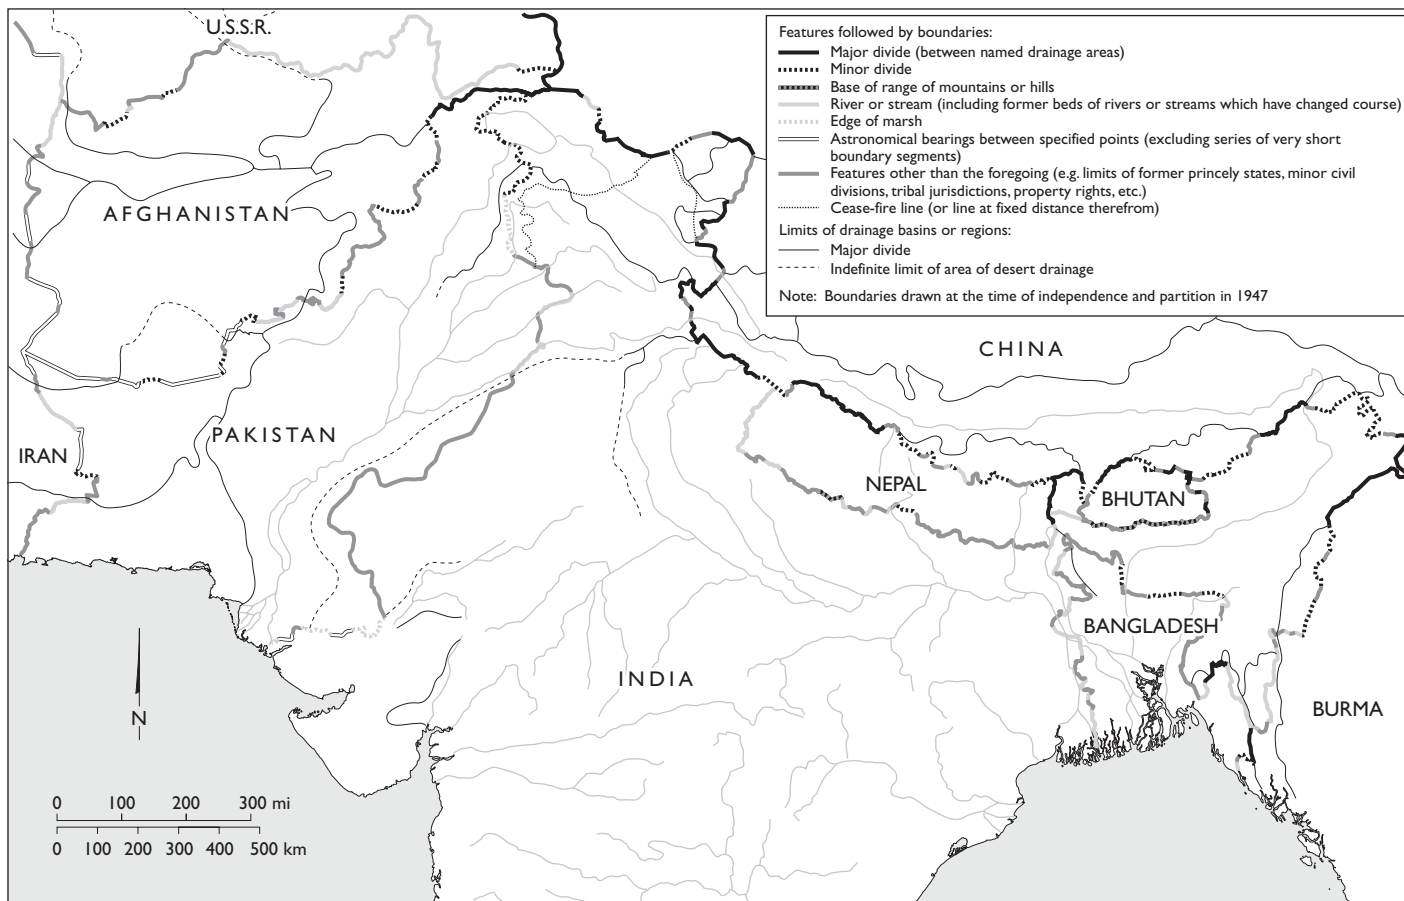 U.S.S.R.
Features followed by boundaries:
Major divide (between named drainage areas)
Minor divide
Base of range of mountains or hills
River or stream (including former beds of rivers or streams which have changed course)
Edge of marsh
Astronomical bearings between specified points (excluding series of very short
boundary segments)
Features other than the foregoing (e.g. limits of former princely states, minor civil
divisions, tribal jurisdictions, property rights, etc.)
Cease-fire line (or line at fixed distance therefrom)
Limits of drainage basins or regions:
Major divide
Indefinite limit of area of desert drainage
Note: Boundaries drawn at the time of independence and partition in 1947
AFGHANISTAN
CHINA
PAKISTAN
IRAN
NEPAL
BHUTAN
BANGLADESH
INDIA
BURMA
N
0 100 200 300 mi
0 100 200 300 400 500 km